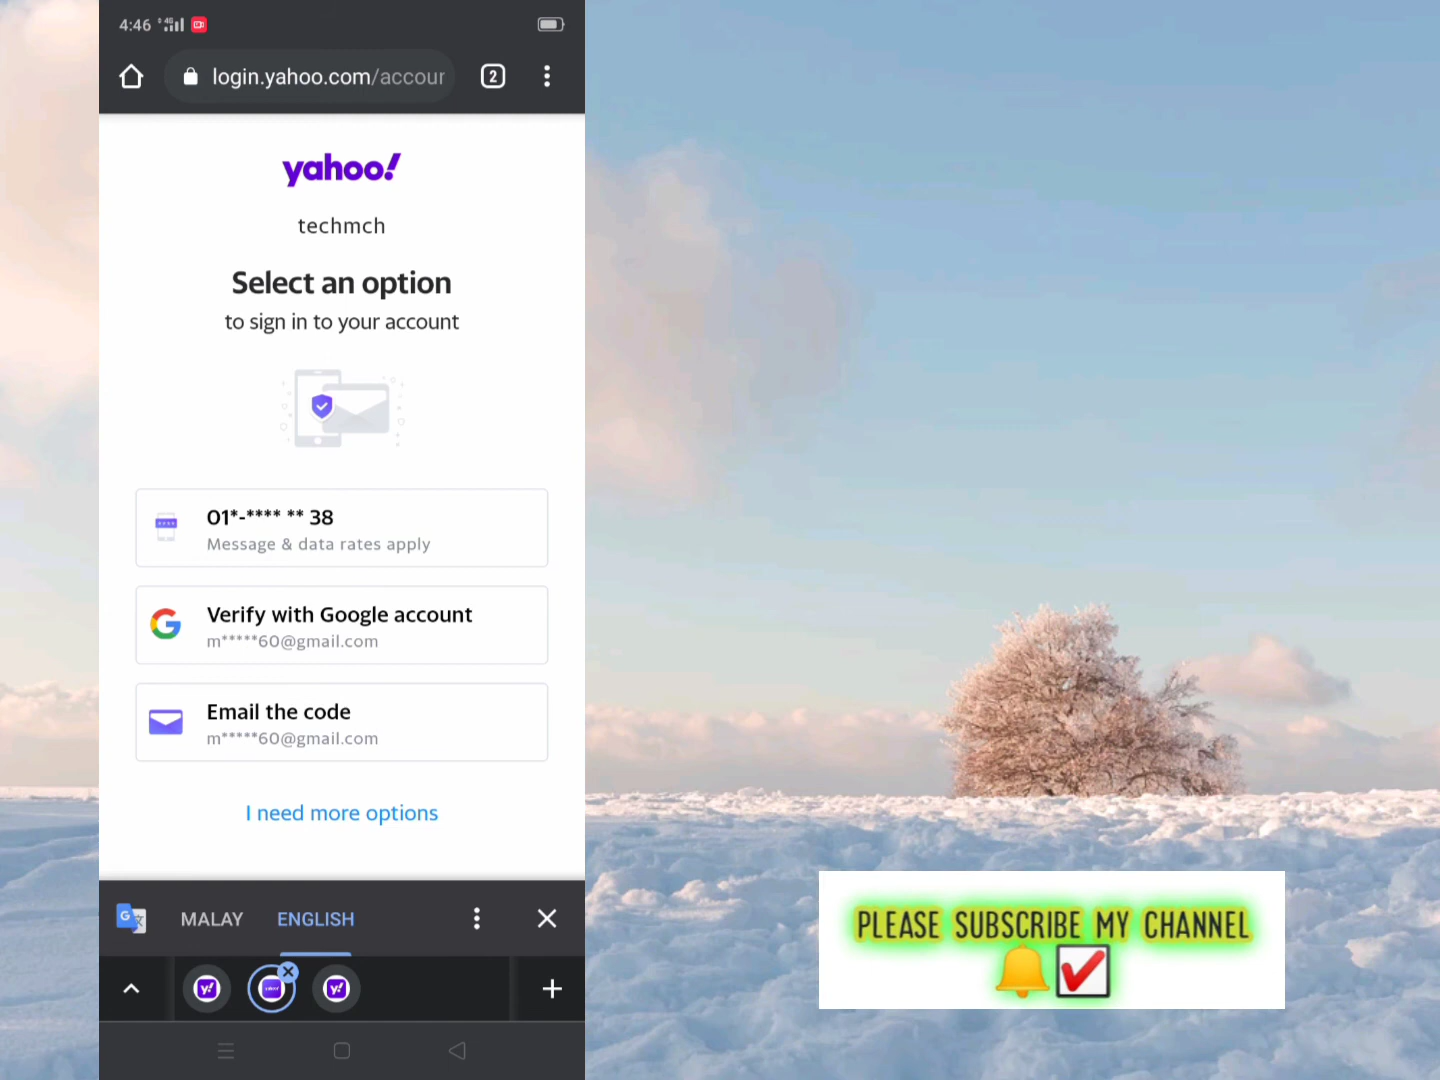 4:46 4G
login.yahoo.com/accour
2
yahoo!
techmch
Select an option
to sign in to your account
01*-**** ** 38
Message & data rates apply
Verify with Google account
m*****60@gmail.com
Email the code
m*****60@gmail.com
I need more options
MALAY ENGLISH
y! yahoo! y!
PLEASE SUBSCRIBE MY CHANNEL